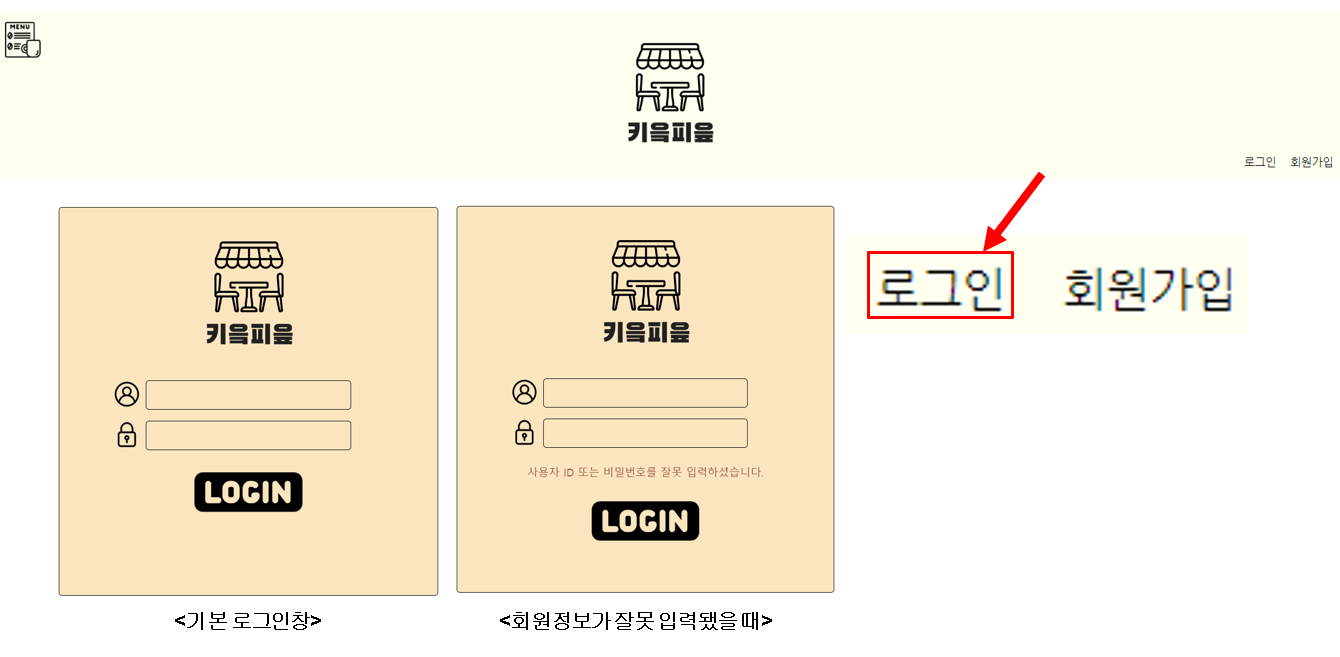 MENU
키읔피읖
로그인 회원가입
키읔피읖
LOGIN
<기본 로그인창>
키읔피읖
사용자 ID 또는 비밀번호를 잘못 입력하셨습니다.
LOGIN
<회원정보가 잘못 입력됐을 때>
로그인 회원가입